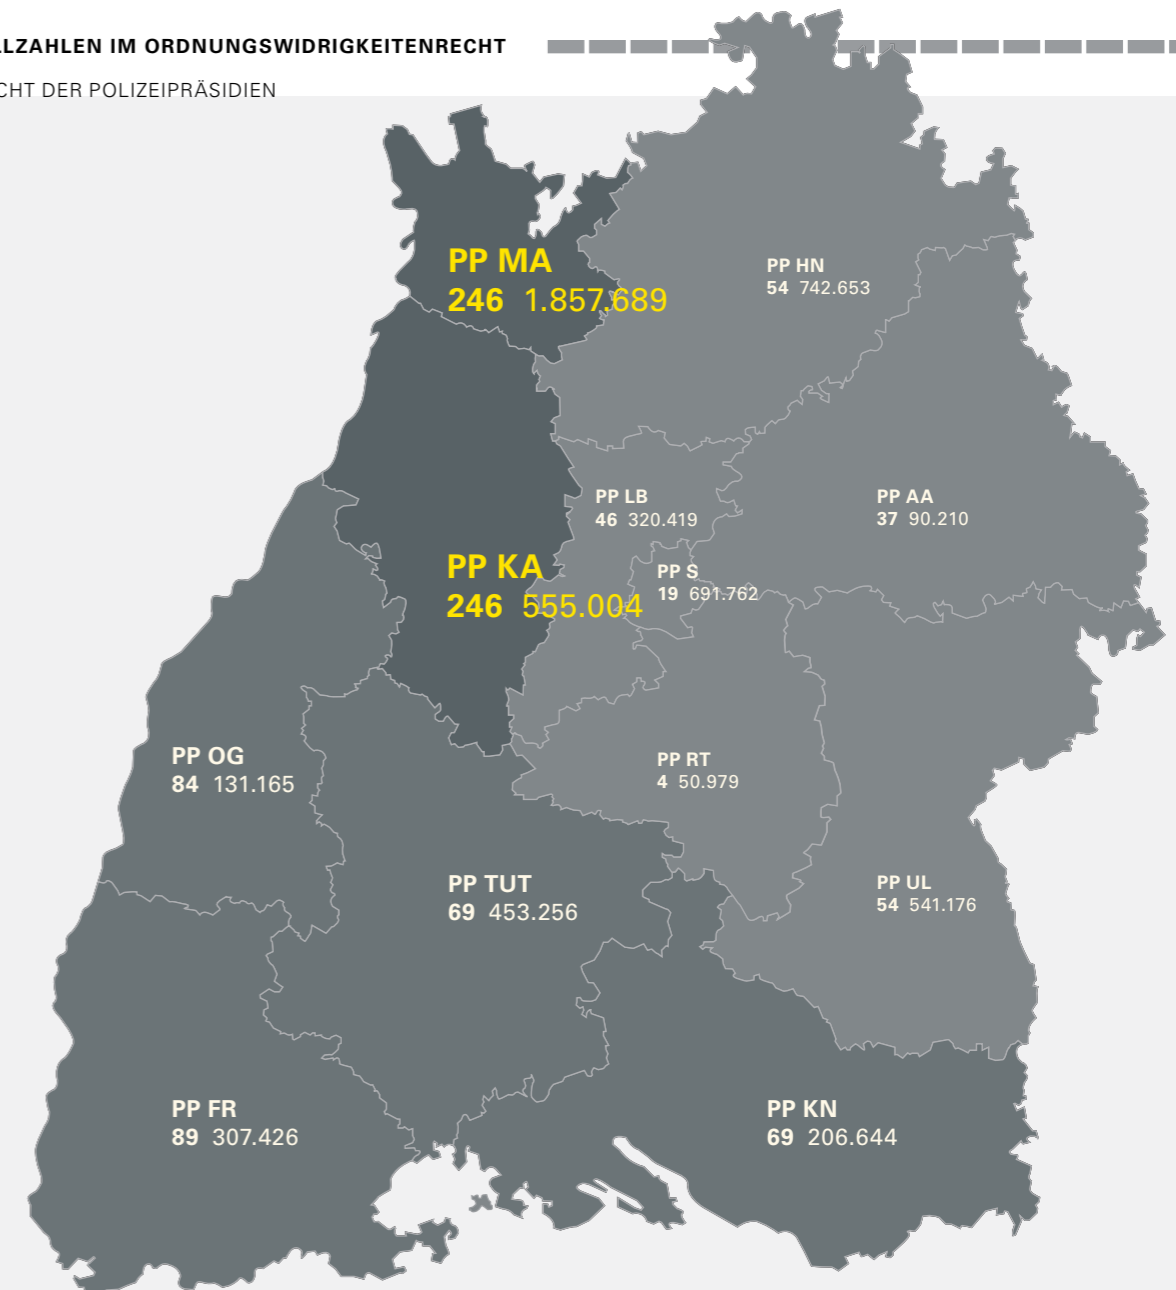 LLZAHLEN IM ORDNUNGSWIDRIGKEITENRECHT
CHT DER POLIZEIPRÄSIDIEN
PP MA
246 1.857.689
PP HN
54 742.653
PP LB
46 320.419
PP AA
37 90.210
PP KA
246 555.004
PP S
19 691.762
PP OG
84 131.165
PP RT
4 50.979
PP TUT
69 453.256
PP UL
54 541.176
PP FR
89 307.426
PP KN
69 206.644